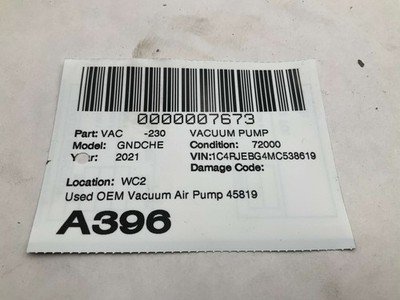 0000007673
Part: VAC -230 VACUUM PUMP
Model: GNDCHE Condition: 72000
Year: 2021 VIN:1C4RJEBG4MC538619
Damage Code:
Location: WC2
Used OEM Vacuum Air Pump 45819
A396